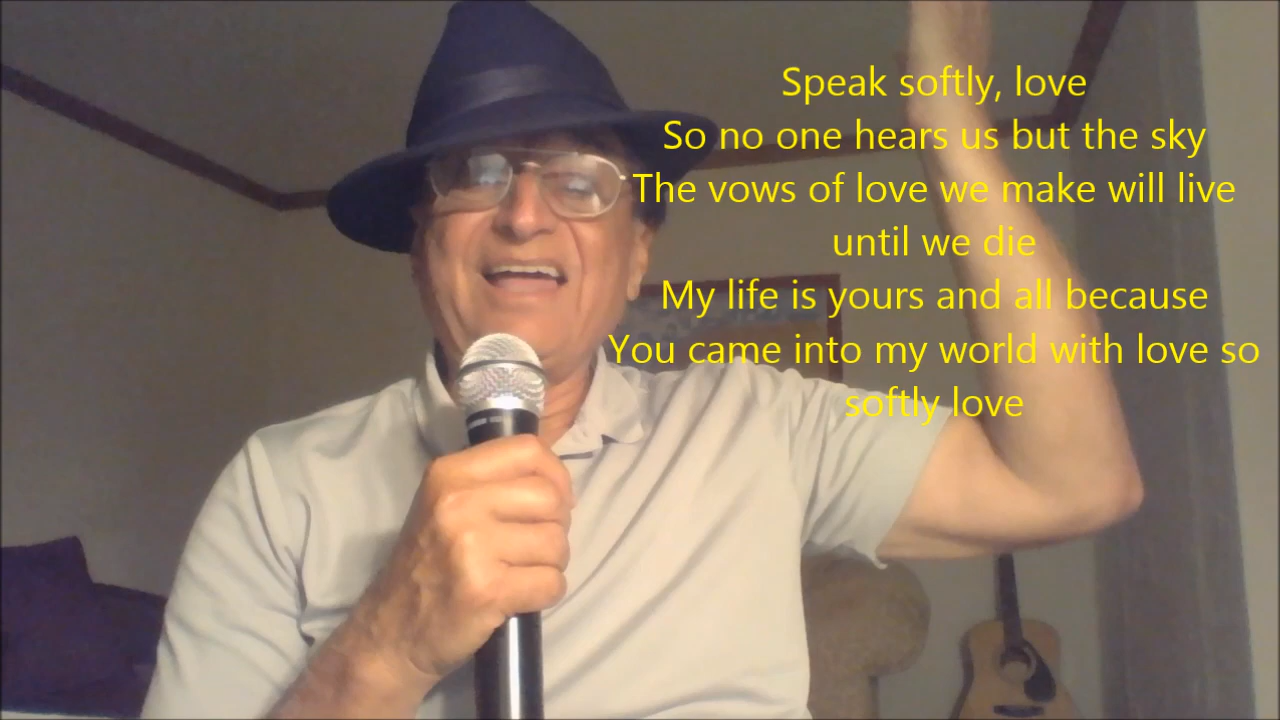 Speak softly, love
So no one hears us but the sky
The vows of love we make will live
until we die
My life is yours and all because
You came into my world with love so
softly love